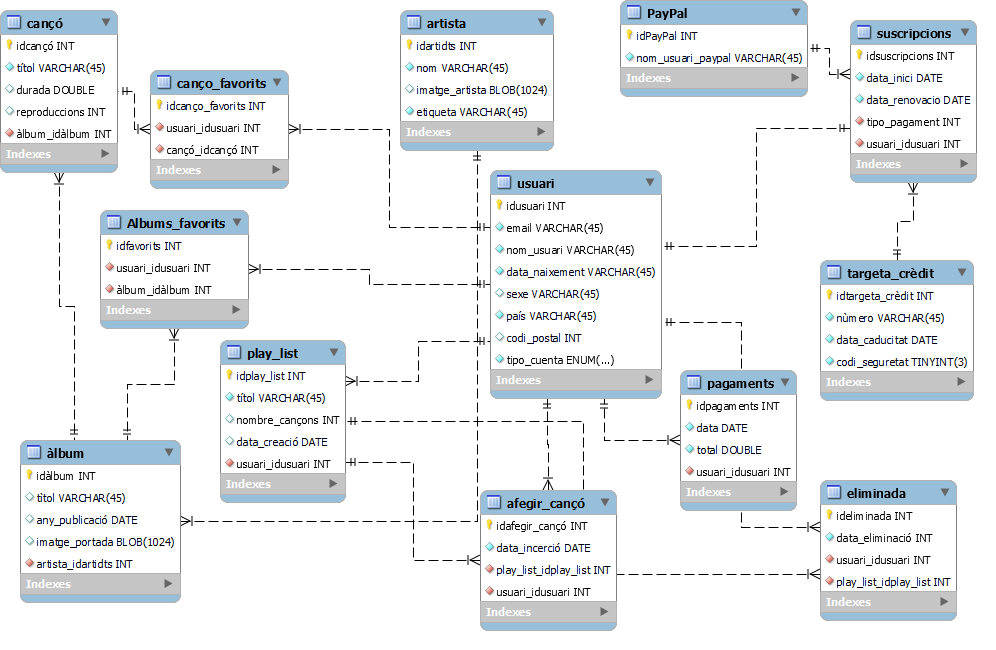 cançó
idcançó INT
títol VARCHAR(45)
durada DOUBLE
reproduccions INT
àlbum_idàlbum INT
Indexes
canço_favorits
idcanço_favorits INT
usuari_idusuari INT
cançó_idcançó INT
Indexes
artista
idartidts INT
nom VARCHAR(45)
imatge_artista BLOB(1024)
etiqueta VARCHAR(45)
Indexes
PayPal
idPayPal INT
nom_usuari_paypal VARCHAR(45)
Indexes
suscripcions
idsuscripcions INT
data_inici DATE
data_renovacio DATE
tipo_pagament INT
usuari_idusuari INT
Indexes
Albums_favorits
idfavorits INT
usuari_idusuari INT
àlbum_idàlbum INT
Indexes
usuari
idusuari INT
email VARCHAR(45)
nom_usuari VARCHAR(45)
data_naixement VARCHAR(45)
sexe VARCHAR(45)
país VARCHAR(45)
codi_postal INT
tipo_cuenta ENUM(...)
Indexes
targeta_crèdit
idtargeta_crèdit INT
nùmero VARCHAR(45)
data_caducitat DATE
codi_seguretat TINYINT(3)
Indexes
play_list
idplay_list INT
títol VARCHAR(45)
nombre_cançons INT
data_creació DATE
usuari_idusuari INT
Indexes
pagaments
idpagaments INT
data DATE
total DOUBLE
usuari_idusuari INT
Indexes
àlbum
idàlbum INT
títol VARCHAR(45)
any_publicació DATE
imatge_portada BLOB(1024)
artista_idartidts INT
Indexes
afegir_cançó
idafegir_cançó INT
data_incerció DATE
play_list_idplay_list INT
usuari_idusuari INT
Indexes
eliminada
ideliminada INT
data_eliminació INT
usuari_idusuari INT
play_list_idplay_list INT
Indexes